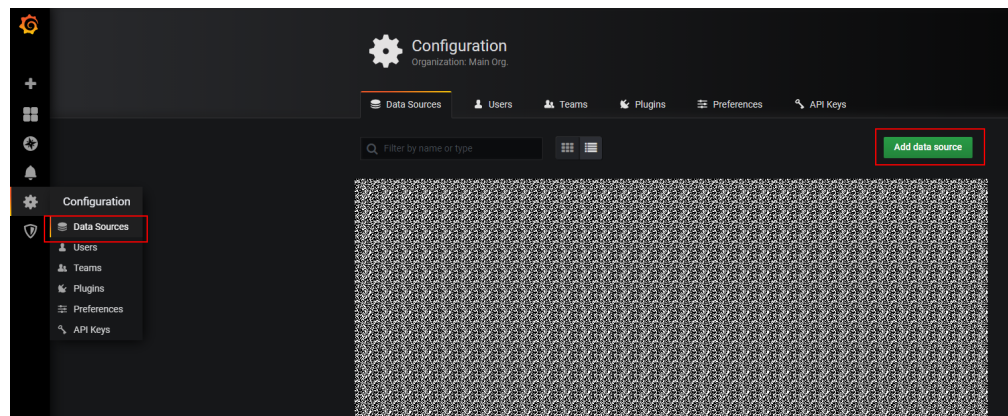 Configuration
Organization: Main Org.
Data Sources Users Teams Plugins Preferences API Keys
Filter by name or type
Add data source
Configuration
Data Sources
Users
Teams
Plugins
Preferences
API Keys